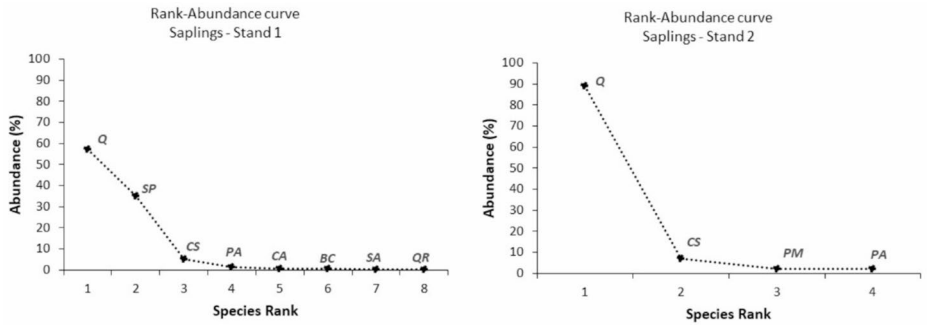 Rank-Abundance curve
Saplings - Stand 1
Abundance (%)
100
90
80
70
60
50
40
30
20
10
0
Q
SP
CS
PA
CA
BC
SA
QR
1 2 3 4 5 6 7 8
Species Rank
Rank-Abundance curve
Saplings - Stand 2
Abundance (%)
100
90
80
70
60
50
40
30
20
10
0
Q
CS
PM
PA
1 2 3 4
Species Rank